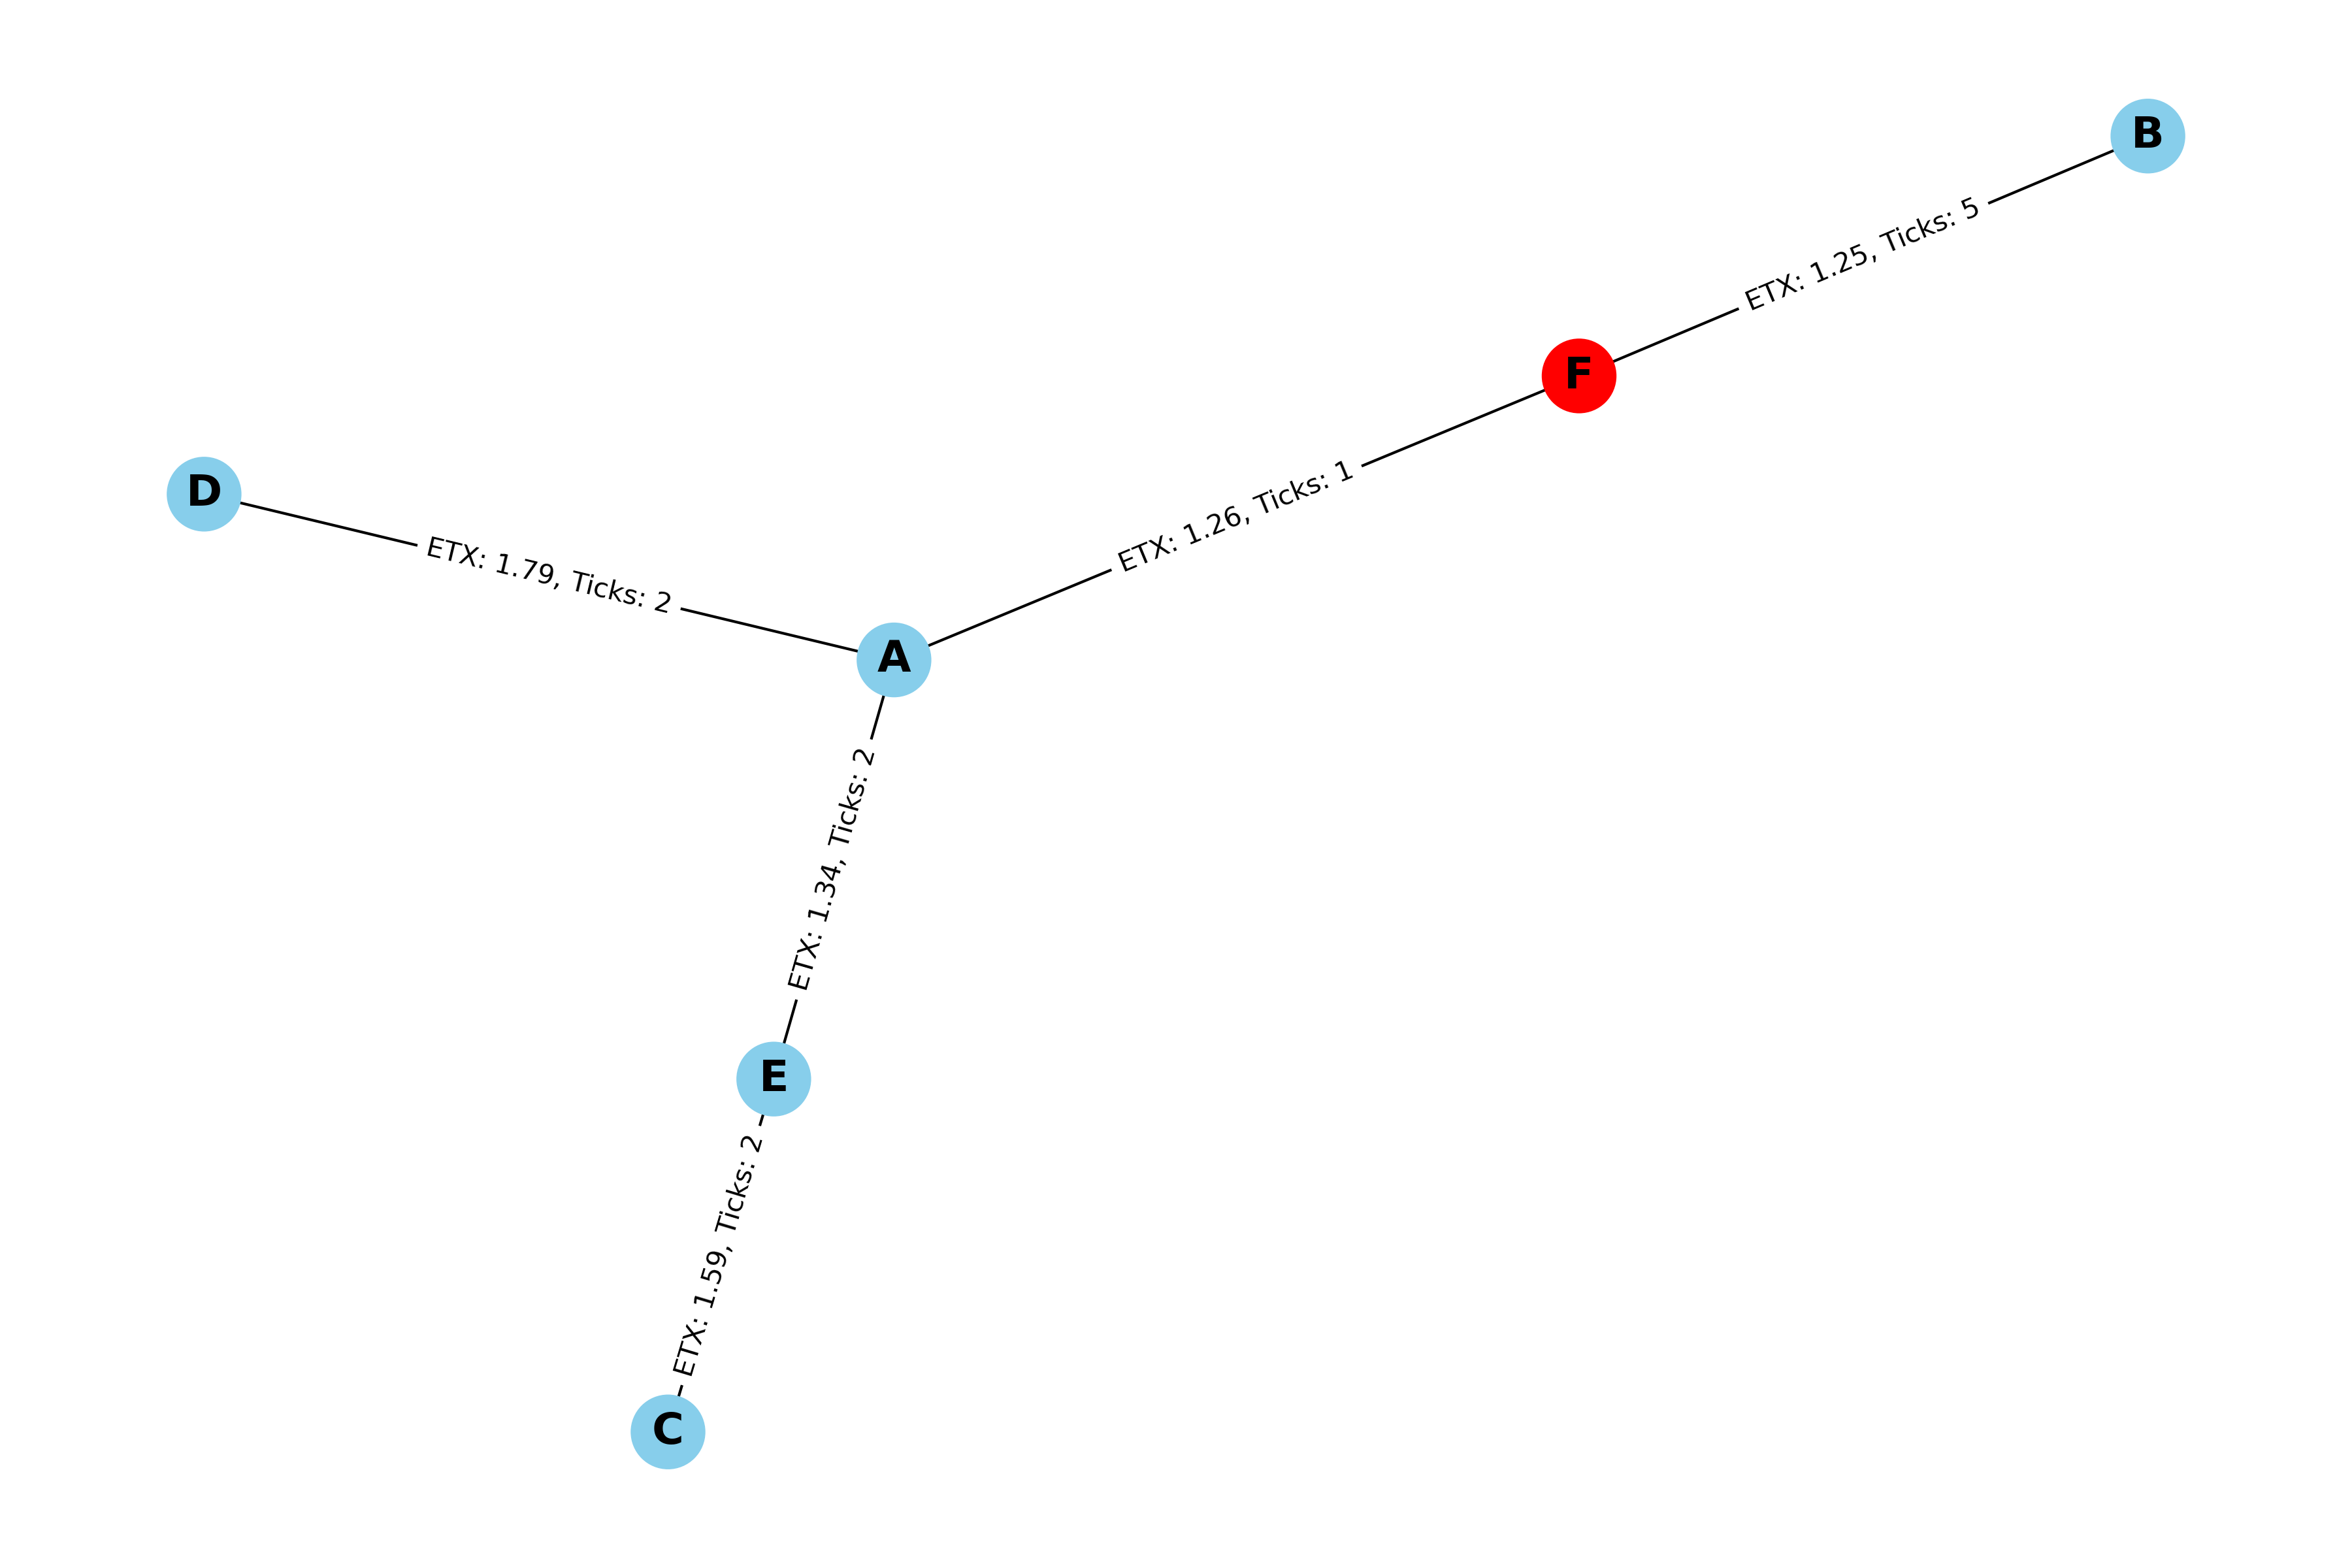 B
ETX: 1.25, Ticks: 5
F
D
ETX: 1.26, Ticks: 1
ETX: 1.79, Ticks: 2
A
ETX: 1.34, Ticks: 2
E
ETX: 1.59, Ticks: 2
C